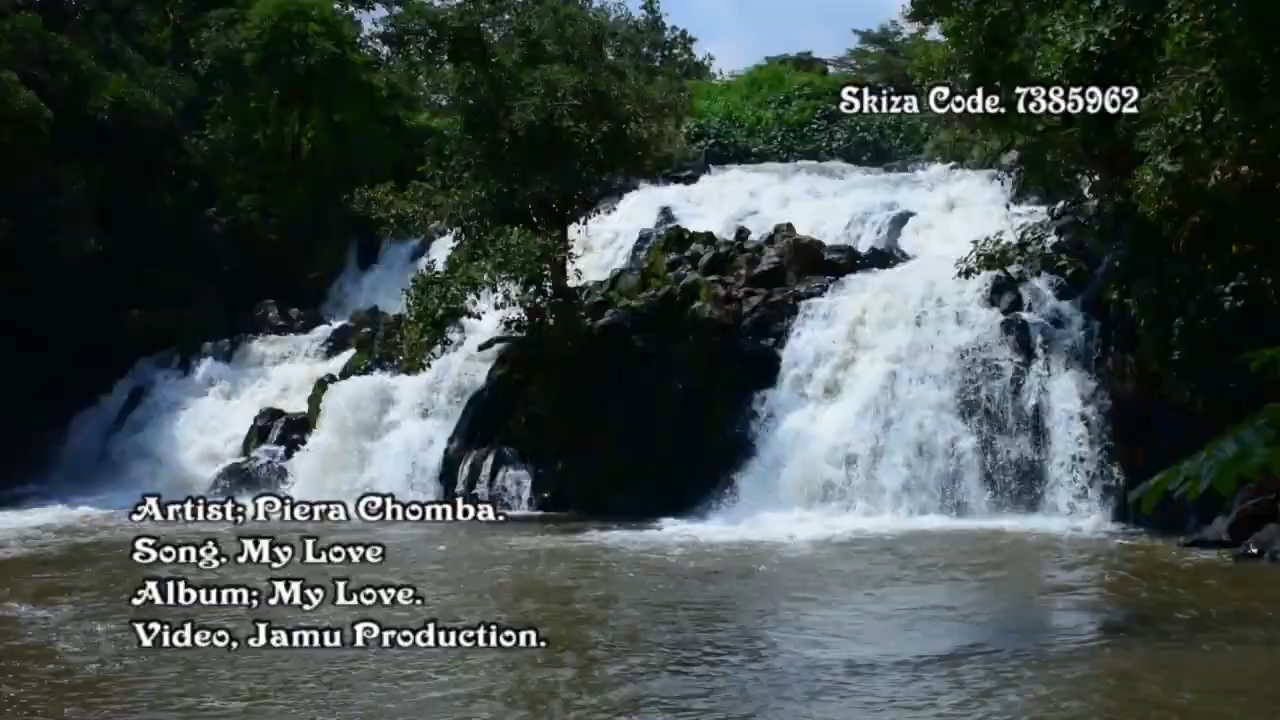 Skiza Code. 7385962
Artist; Piera Chomba.
Song. My Love
Album; My Love.
Video, Jamu Production.